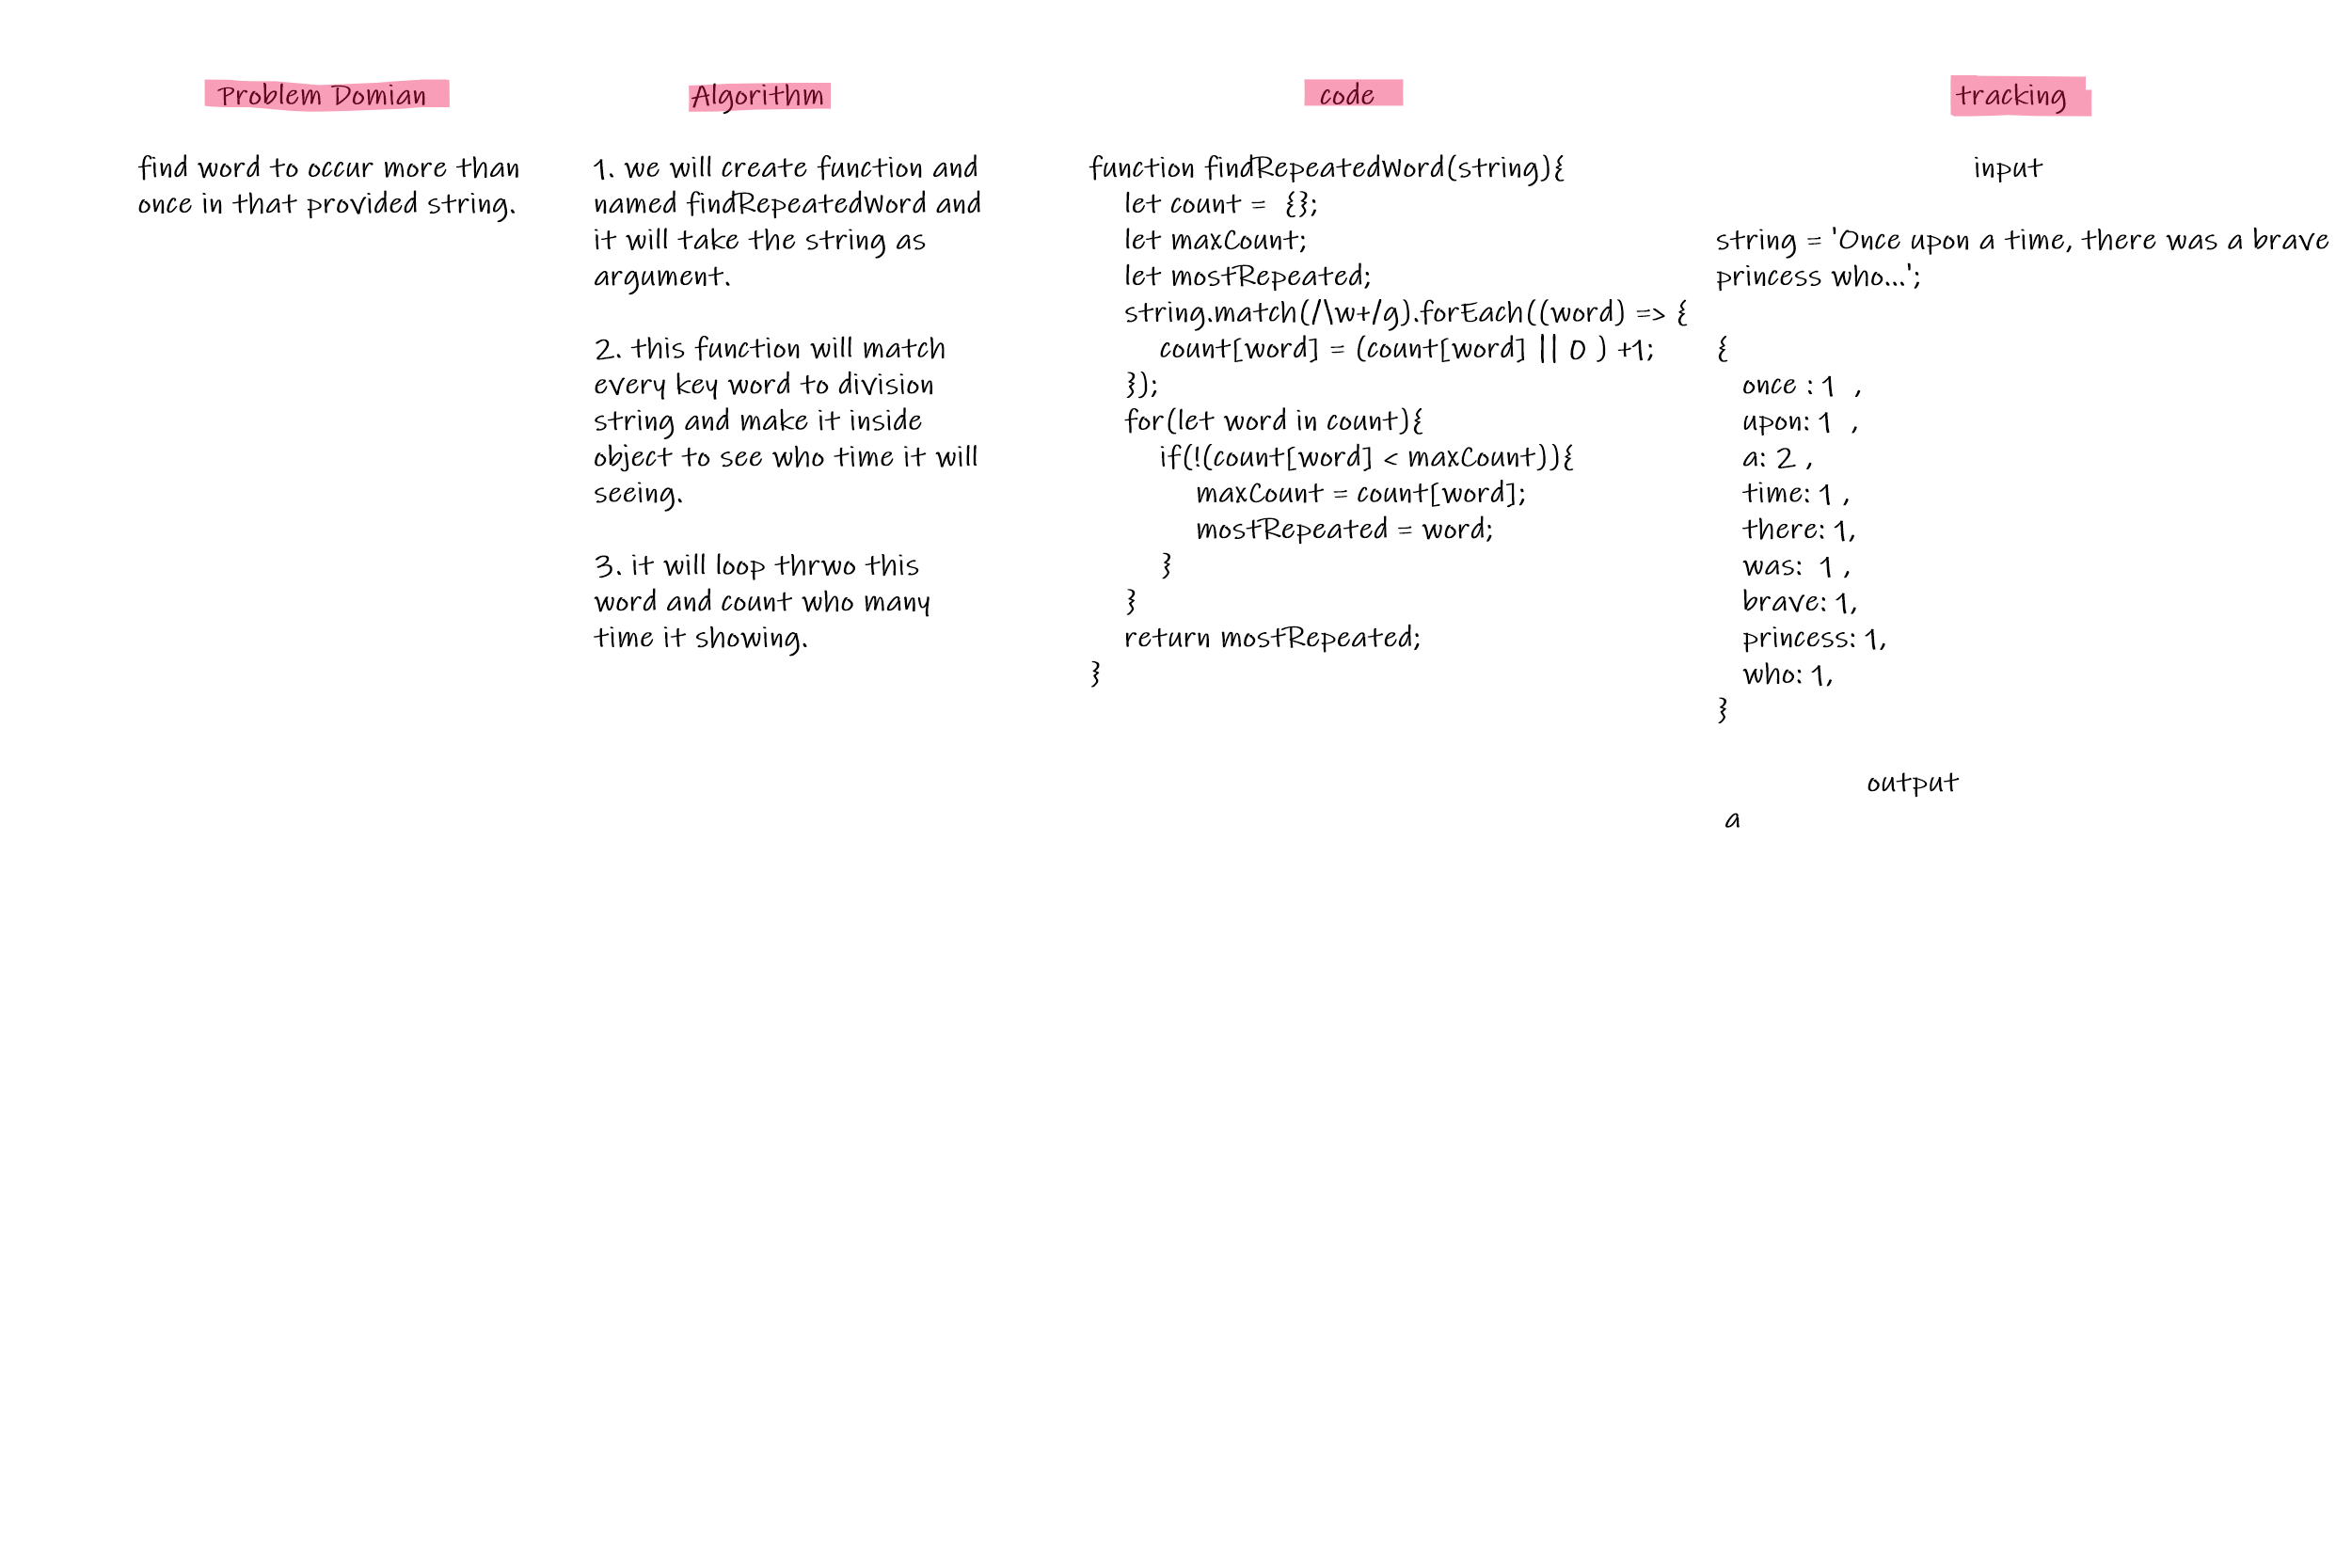 Problem Domian
find word to occur more than
once in that provided string.
Algorithm
1. we will create function and
named findRepeatedWord and
it will take the string as
argument.
2. this function will match
every key word to division
string and make it inside
object to see who time it will
seeing.
3. it will loop thrwo this
word and count who many
time it showing.
code
function findRepeatedWord(string){
let count = {};
let maxCount;
let mostRepeated;
string.match(/\w+/g).forEach((word) => {
count[word] = (count[word] || 0 ) +1;
});
for(let word in count){
if(!(count[word] < maxCount)){
maxCount = count[word];
mostRepeated = word;
}
}
return mostRepeated;
}
tracking
input
string = 'Once upon a time, there was a brave
princess who...';
{
once : 1 ,
upon: 1 ,
a: 2 ,
time: 1 ,
there: 1,
was: 1 ,
brave: 1,
princess: 1,
who: 1,
}
output
a